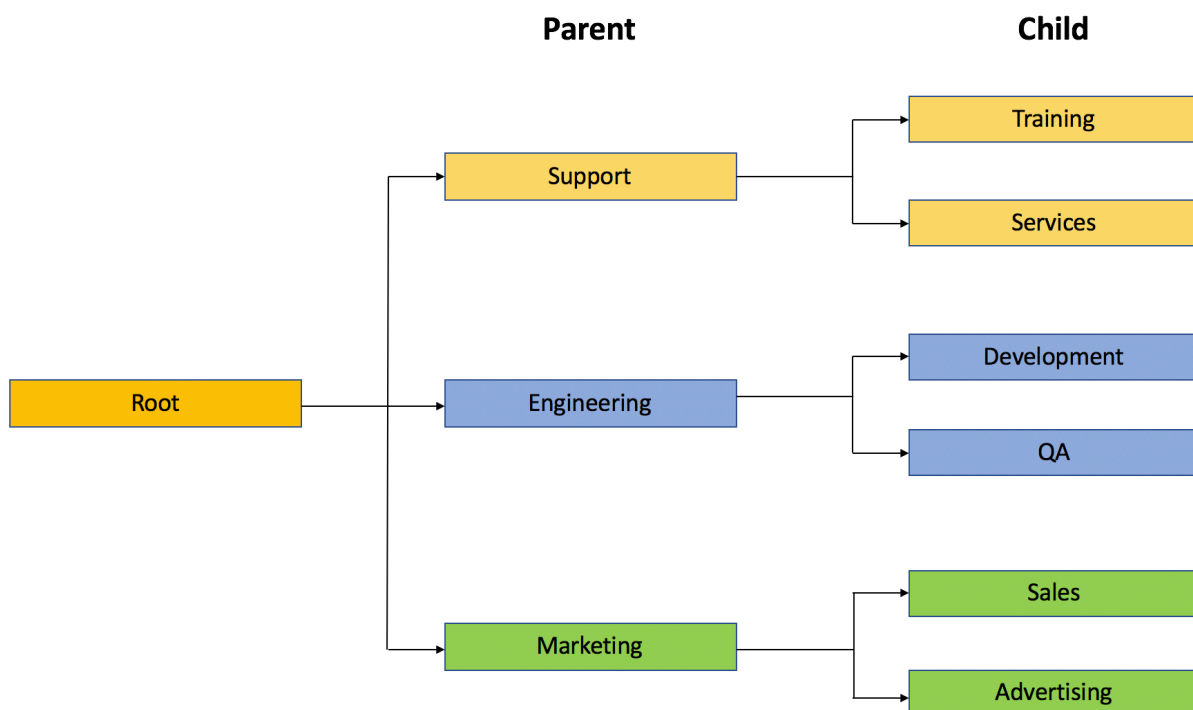 Parent
Child
Training
Support
Services
Development
Root
Engineering
QA
Sales
Marketing
Advertising